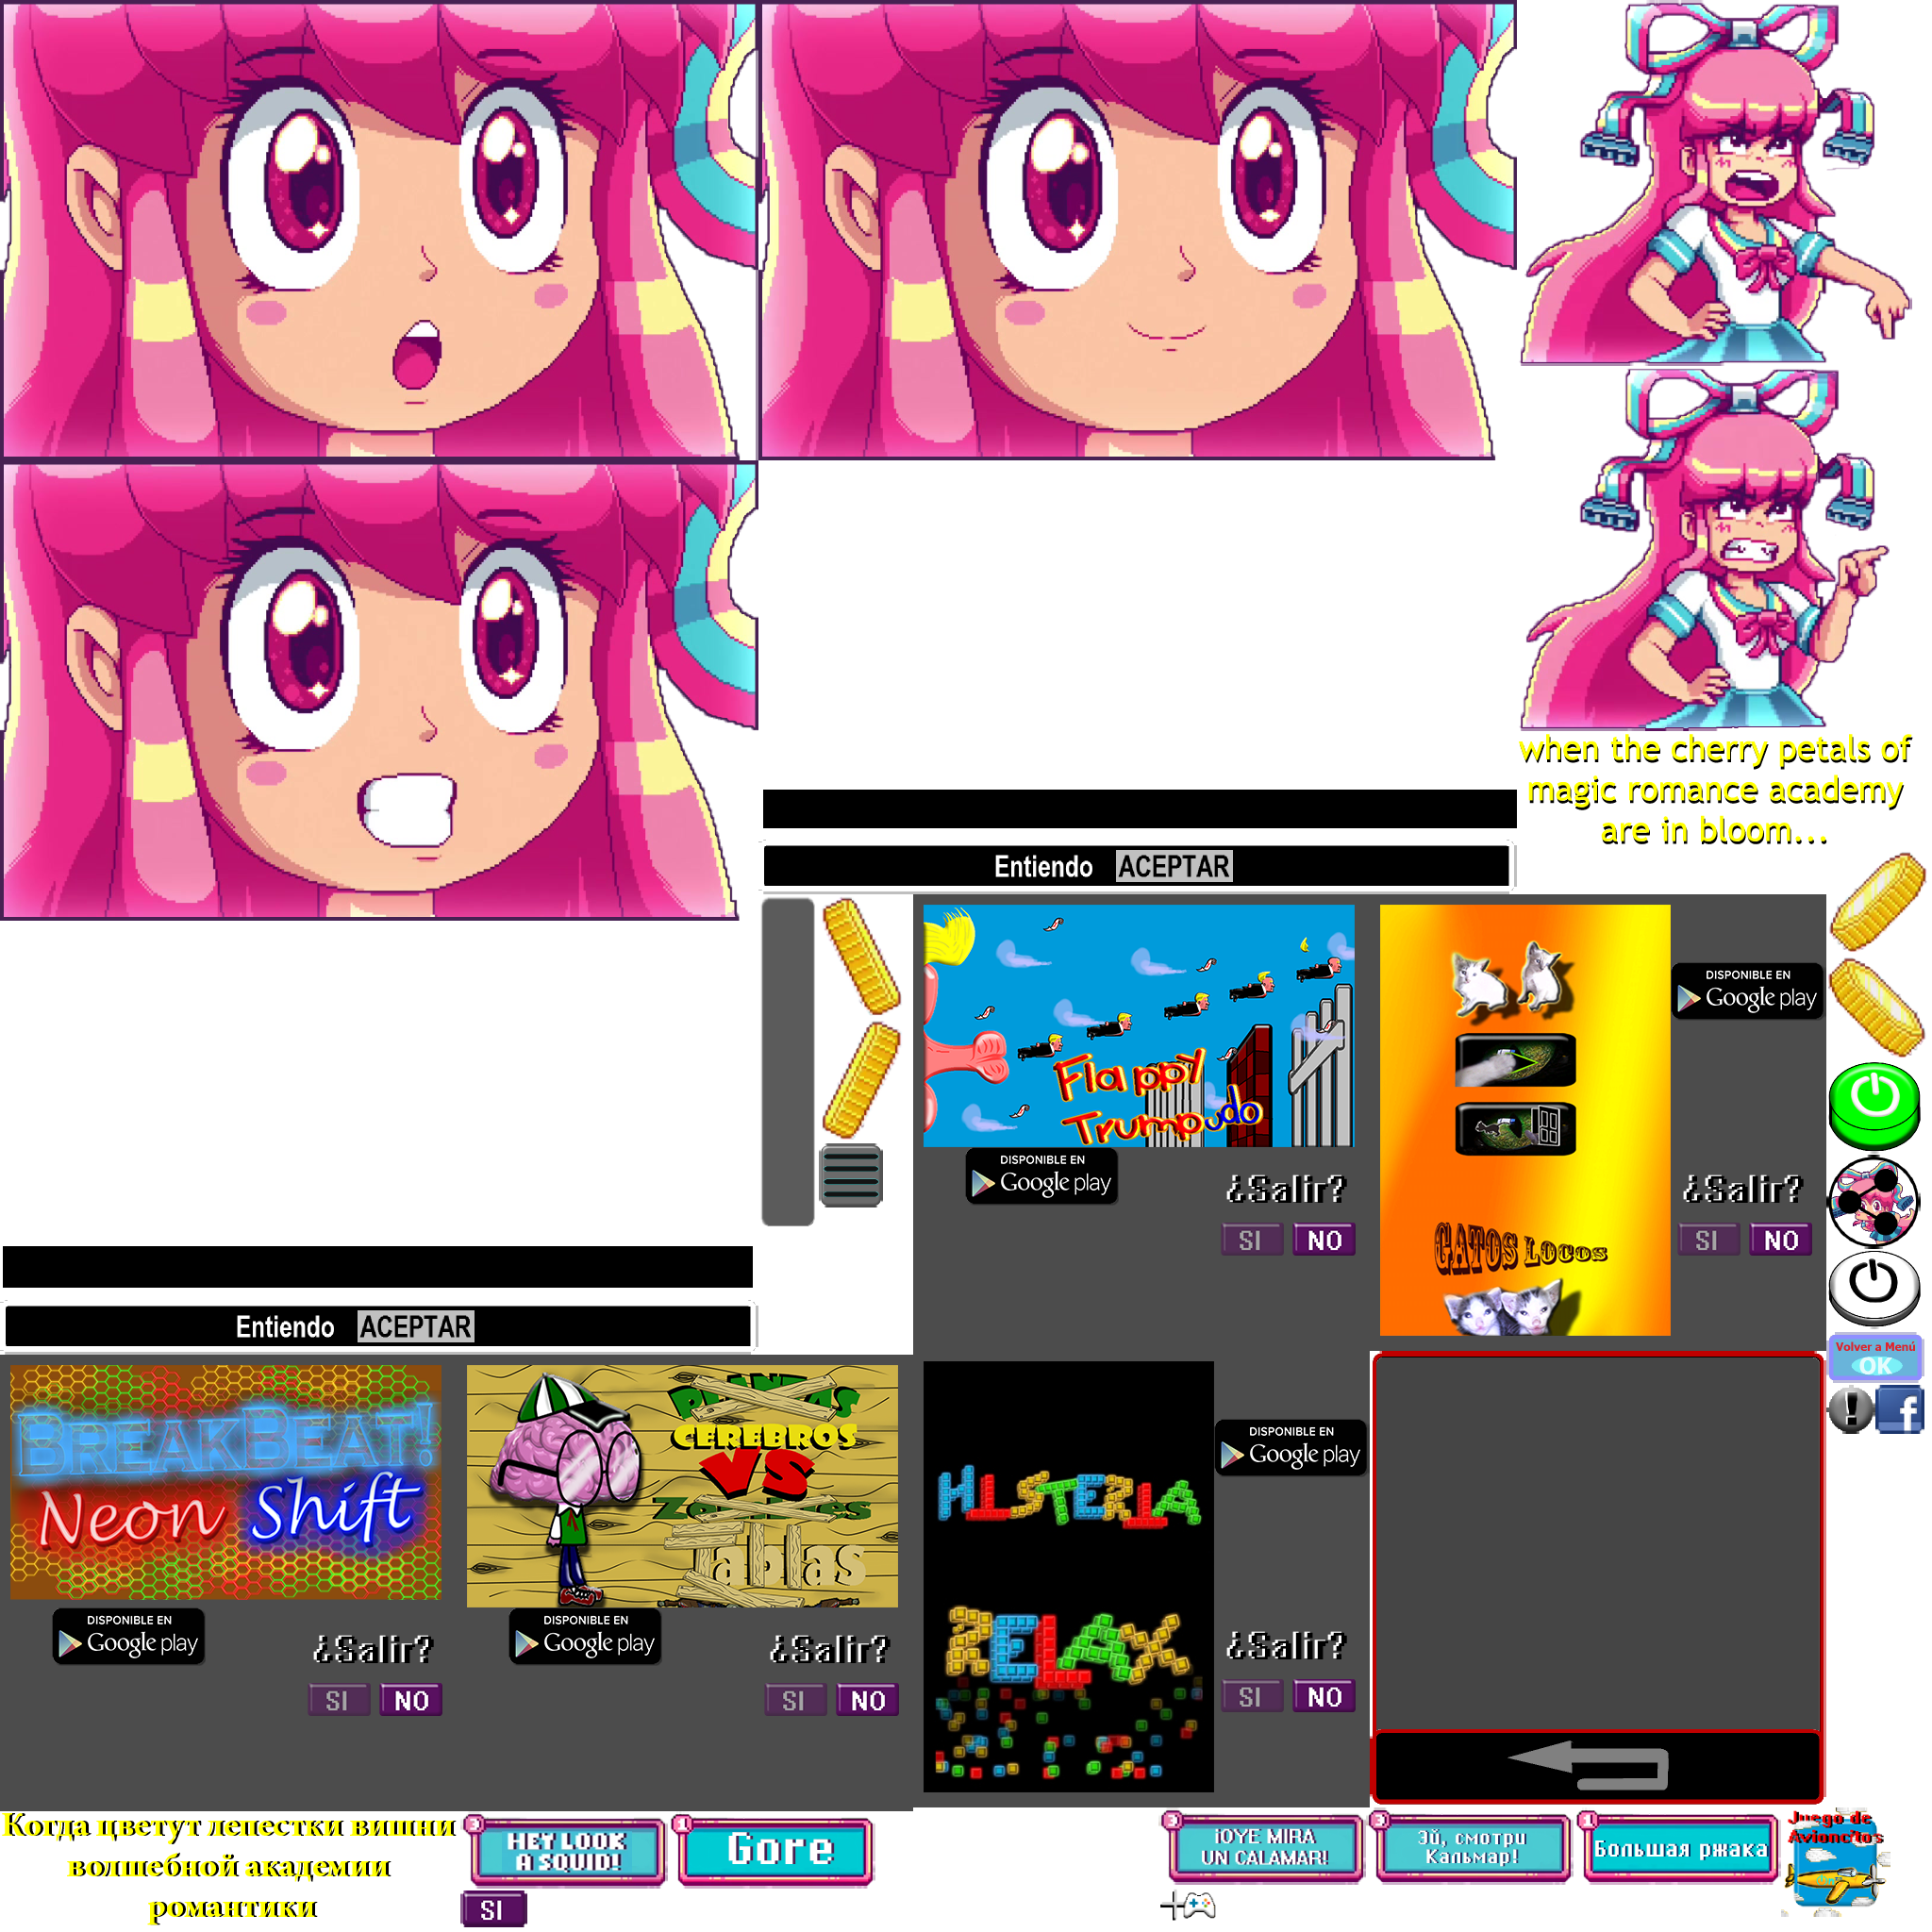 when the cherry petals of
magic romance academy
are in bloom...
Entiendo ACEPTAR
Flappy
Trumpudo
DISPONIBLE EN
Google play
¿Salir?
SI NO
GATOS LOCOS
DISPONIBLE EN
Google play
¿Salir?
SI NO
Entiendo ACEPTAR
Volver a Menú
OK
!
f
BREAKBEAT!
Neon Shift
DISPONIBLE EN
Google play
¿Salir?
SI NO
PLANTAS
CEREBROS
VS
ZOMBIES
Tablas
DISPONIBLE EN
Google play
¿Salir?
SI NO
HISTERIA
RELAX
DISPONIBLE EN
Google play
¿Salir?
SI NO
Когда цветут лепестки вишни
волшебной академии
романтики
3
HEY LOOK
A SQUID!
1
Gore
SI
3
¡OYE MIRA
UN CALAMAR!
3
Эй, смотри
Кальмар!
1
Большая ржака
Juego de
Avioncitos